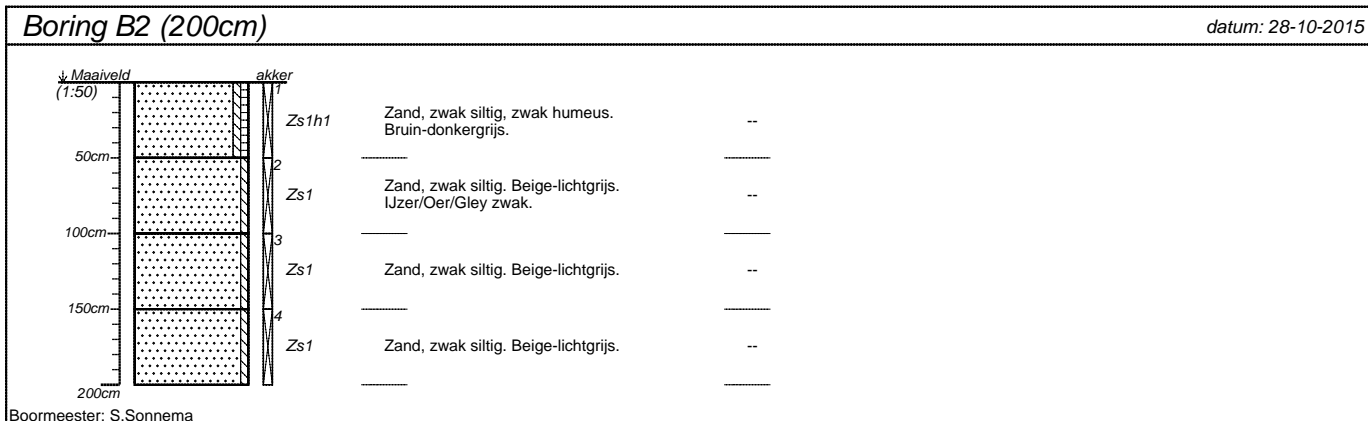 Boring B2 (200cm)
datum: 28-10-2015
Maaiveld
akker
(1:50)
1
Zs1h1
Zand, zwak siltig, zwak humeus.
Bruin-donkergrijs.
--
50cm
2
Zs1
Zand, zwak siltig. Beige-lichtgrijs.
IJzer/Oer/Gley zwak.
--
100cm
3
Zs1
Zand, zwak siltig. Beige-lichtgrijs.
--
150cm
4
Zs1
Zand, zwak siltig. Beige-lichtgrijs.
--
200cm
Boormeester: S.Sonnema